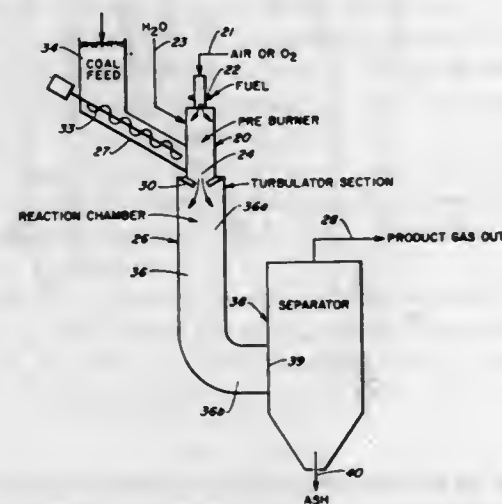 34
H2O
23
21
AIR OR O2
22
FUEL
COAL
FEED
PRE BURNER
33
20
27
24
30
TURBULATOR SECTION
REACTION CHAMBER
36a
28
PRODUCT GAS OUT
26
36
38
SEPARATOR
39
36b
40
ASH